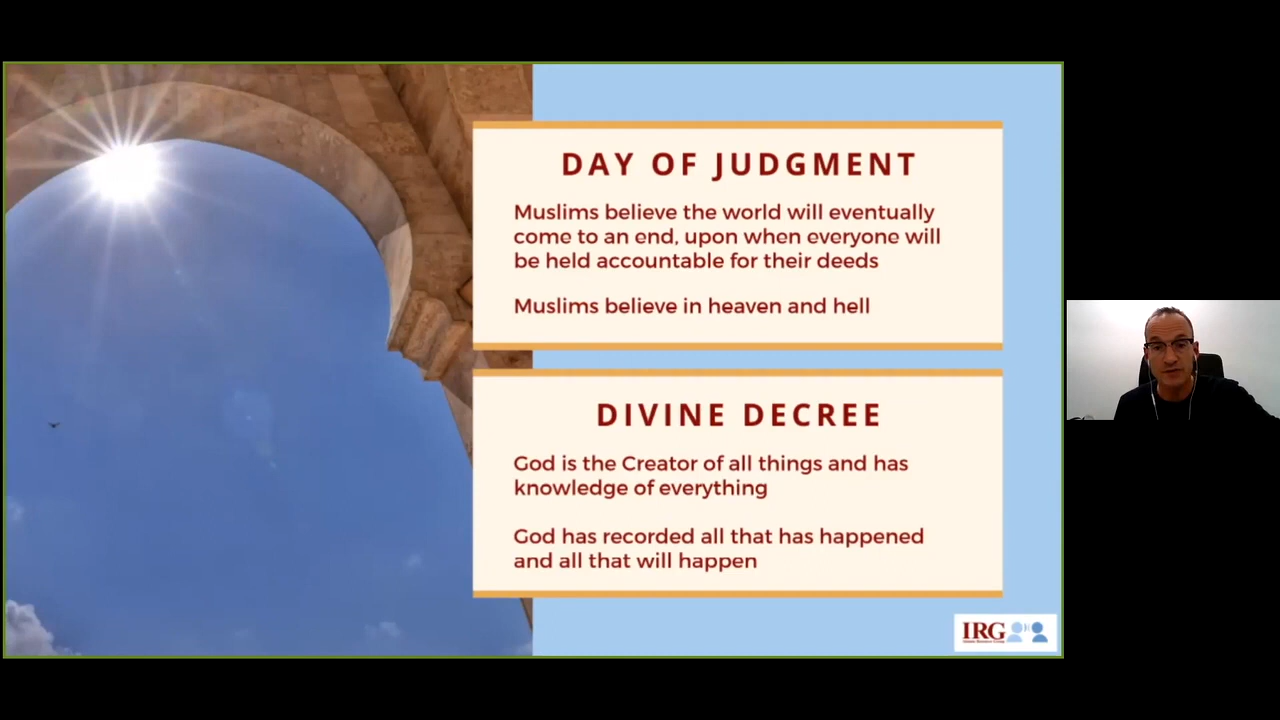 DAY OF JUDGMENT
Muslims believe the world will eventually
come to an end, upon when everyone will
be held accountable for their deeds
Muslims believe in heaven and hell
DIVINE DECREE
God is the Creator of all things and has
knowledge of everything
God has recorded all that has happened
and all that will happen
IRG